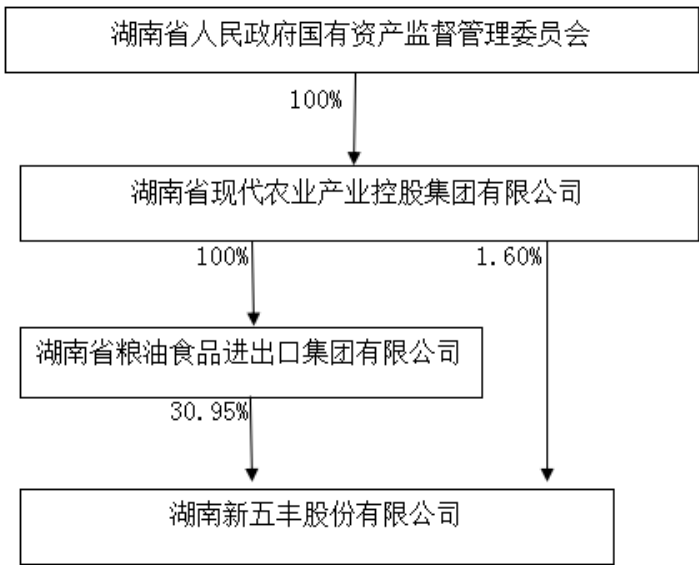 湖南省人民政府国有资产监督管理委员会
100%
湖南省现代农业产业控股集团有限公司
100%
1.60%
湖南省粮油食品进出口集团有限公司
30.95%
湖南新五丰股份有限公司